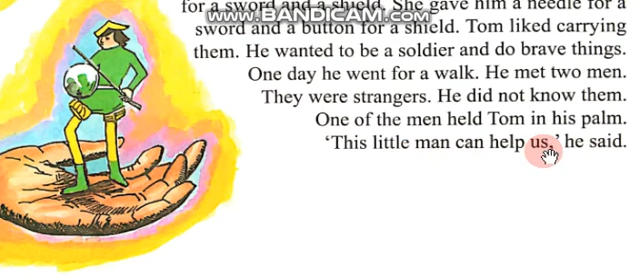 for a sword and a shield. She gave him a needle for a
www.BANDICAM.com
sword and a button for a shield. Tom liked carrying
them. He wanted to be a soldier and do brave things.
One day he went for a walk. He met two men.
They were strangers. He did not know them.
One of the men held Tom in his palm.
‘This little man can help us,’ he said.